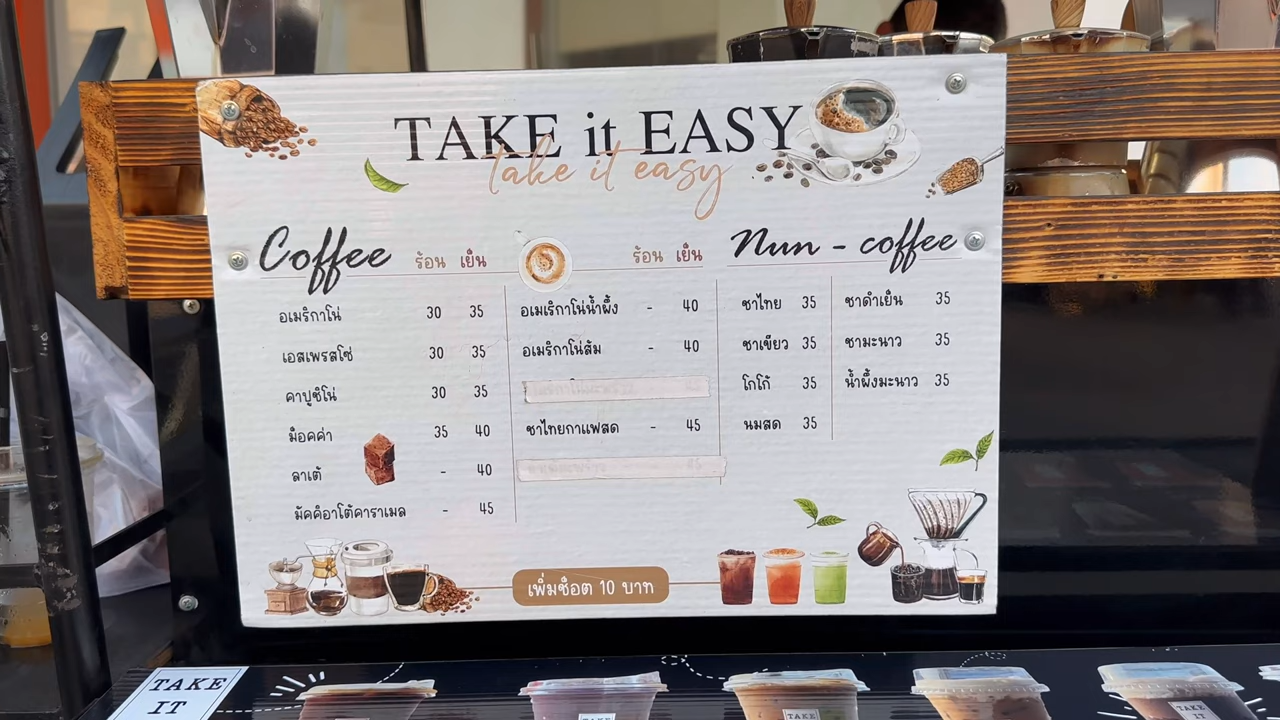 TAKE it EASY
take it easy
Coffee ร้อน เย็น
อเมริกาโน่ 30 35
เอสเพรสโซ่ 30 35
คาปูชิโน่ 30 35
ม็อคค่า 35 40
ลาเต้ - 40
มัคคิอาโต้คาราเมล - 45
ร้อน เย็น
อเมเริกาโน่น้ำผึ้ง - 40
อเมริกาโน่ส้ม - 40
ชาไทยกาแฟสด - 45
Nun - coffee
ชาไทย 35
ชาเขียว 35
โกโก้ 35
นมสด 35
ชาดำเย็น 35
ชามะนาว 35
น้ำผึ้งมะนาว 35
เพิ่มช็อต 10 บาท
TAKE
IT
TAKE
TAKE
TAKE